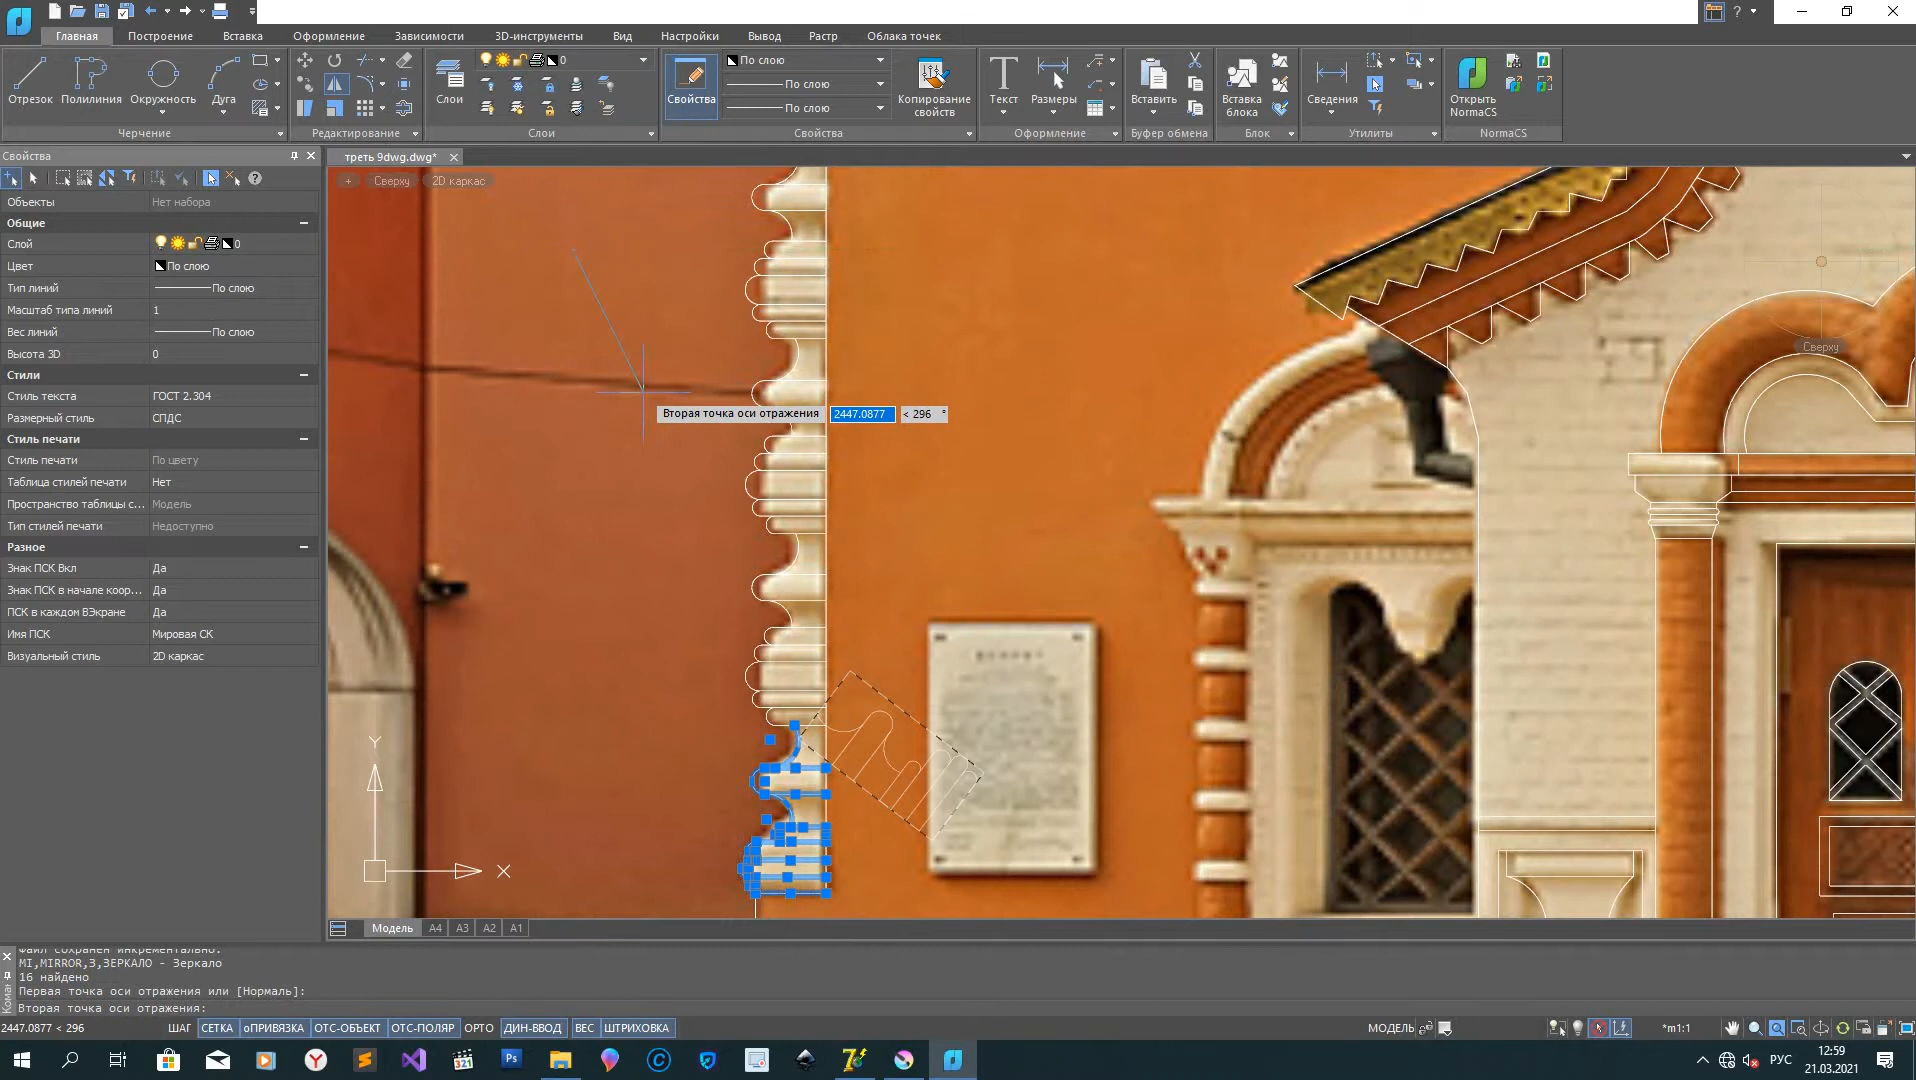 Главная Построение Вставка Оформление Зависимости 3D-инструменты Вид Настройки Вывод Растр Облака точек
Отрезок Полилиния Окружность Дуга
Черчение
Редактирование
Слои
0
Слои
Свойства
По слою
По слою
По слою
Копирование свойств
Свойства
Текст Размеры
Оформление
Вставить
Буфер обмена
Вставка блока
Блок
Сведения
Утилиты
Открыть NormaCS
NormaCS
Свойства
треть 9dwg.dwg*
+ Сверху 2D каркас
Объекты Нет набора
Общие
Слой 0
Цвет По слою
Тип линий По слою
Масштаб типа линий 1
Вес линий По слою
Высота 3D 0
Стили
Стиль текста ГОСТ 2.304
Размерный стиль СПДС
Стиль печати
Стиль печати По цвету
Таблица стилей печати Нет
Пространство таблицы с... Модель
Тип стилей печати Недоступно
Разное
Знак ПСК Вкл Да
Знак ПСК в начале коор... Да
ПСК в каждом ВЭкране Да
Имя ПСК Мировая СК
Визуальный стиль 2D каркас
Вторая точка оси отражения 2447.0877 < 296 °
Сверху
Y
X
Модель A4 A3 A2 A1
Файл сохранен инкрементально.
MI,MIRROR,З,ЗЕРКАЛО - Зеркало
16 найдено
Первая точка оси отражения или [Нормаль]:
Вторая точка оси отражения:
2447.0877 < 296 ШАГ СЕТКА оПРИВЯЗКА ОТС-ОБЪЕКТ ОТС-ПОЛЯР ОРТО ДИН-ВВОД ВЕС ШТРИХОВКА МОДЕЛЬ *m1:1
РУС
12:59
21.03.2021